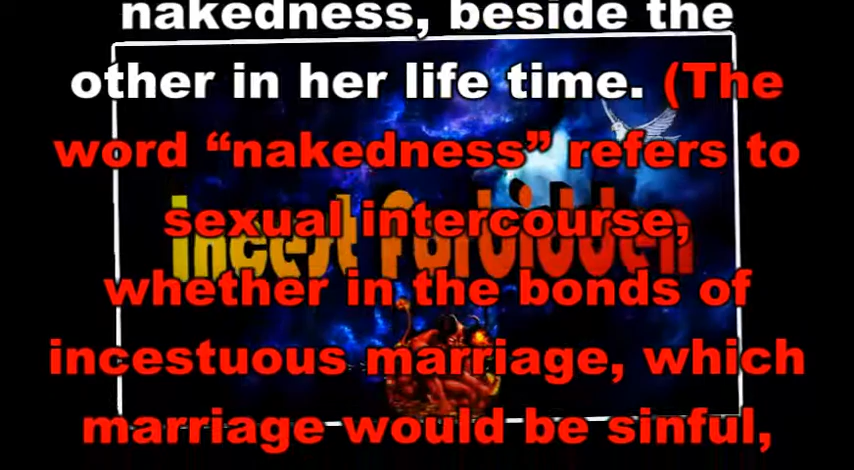 nakedness, beside the
other in her life time. (The
word “nakedness” refers to
sexual intercourse,
incest forbidden
whether in the bonds of
incestuous marriage, which
marriage would be sinful,